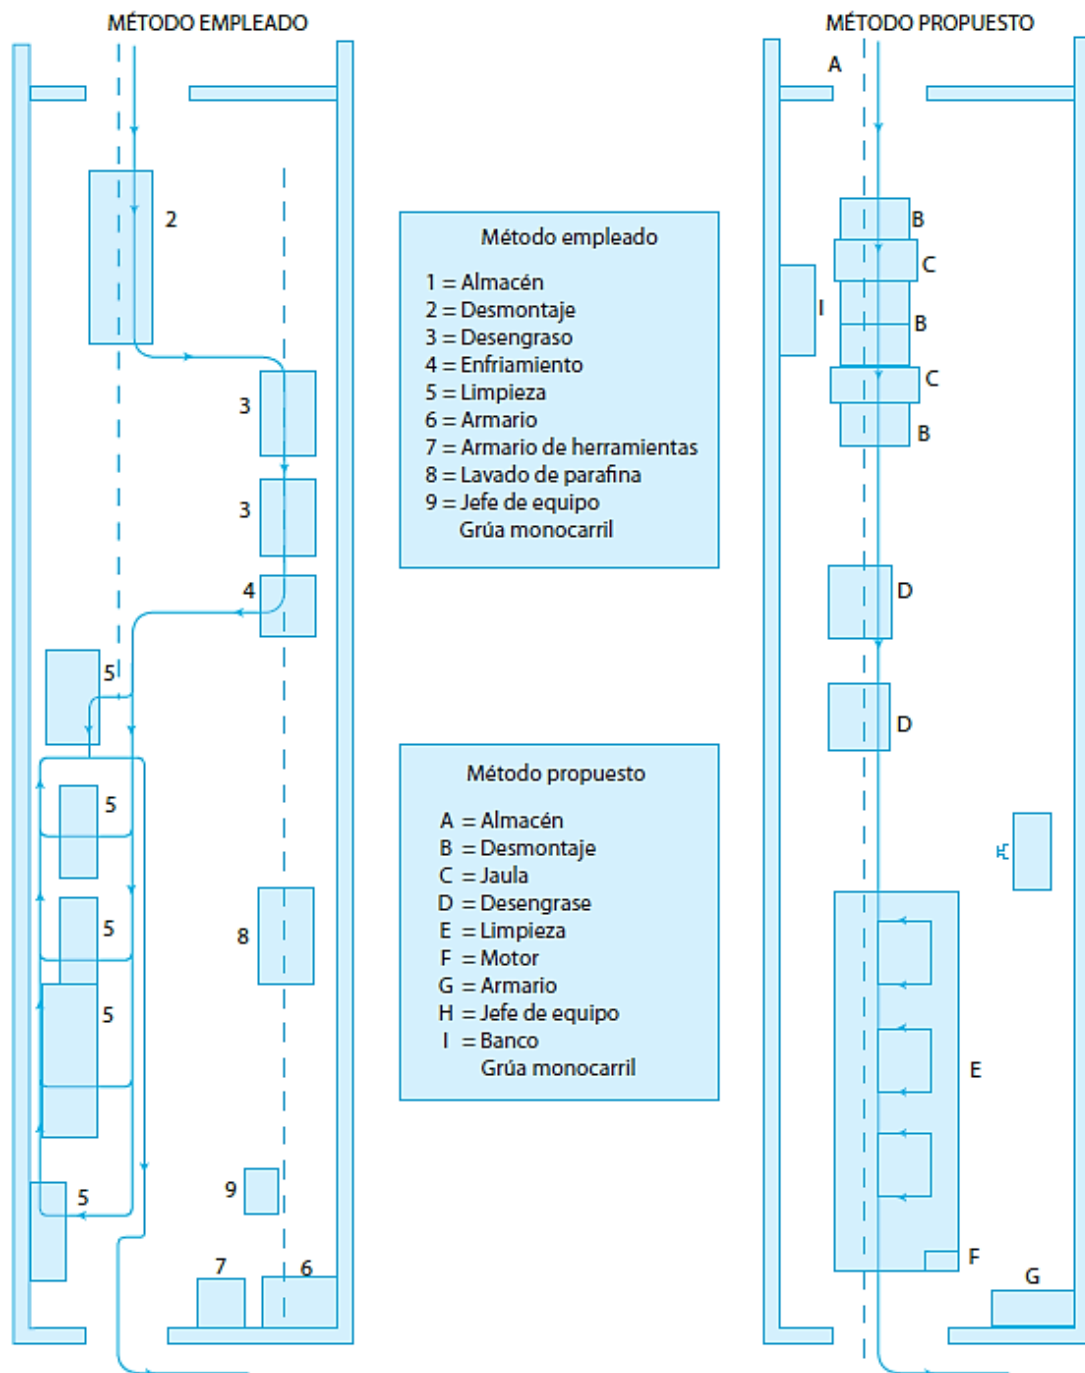 MÉTODO EMPLEADO
2
3
3
4
5
5
5
5
5
8
9
7
6
Método empleado
1 = Almacén
2 = Desmontaje
3 = Desengraso
4 = Enfriamiento
5 = Limpieza
6 = Armario
7 = Armario de herramientas
8 = Lavado de parafina
9 = Jefe de equipo
Grúa monocarril
Método propuesto
A = Almacén
B = Desmontaje
C = Jaula
D = Desengrase
E = Limpieza
F = Motor
G = Armario
H = Jefe de equipo
I = Banco
Grúa monocarril
MÉTODO PROPUESTO
A
B
C
I
B
C
B
D
D
E
F
G